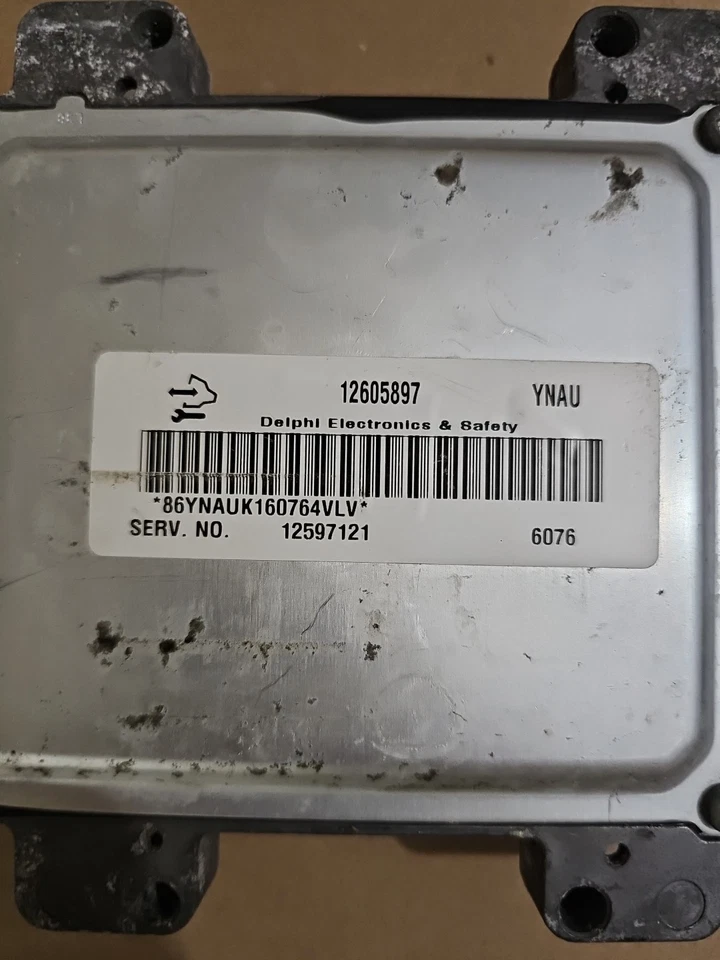 12605897 YNAU
Delphi Electronics & Safety
*86YNAUK160764VLV*
SERV. NO. 12597121 6076